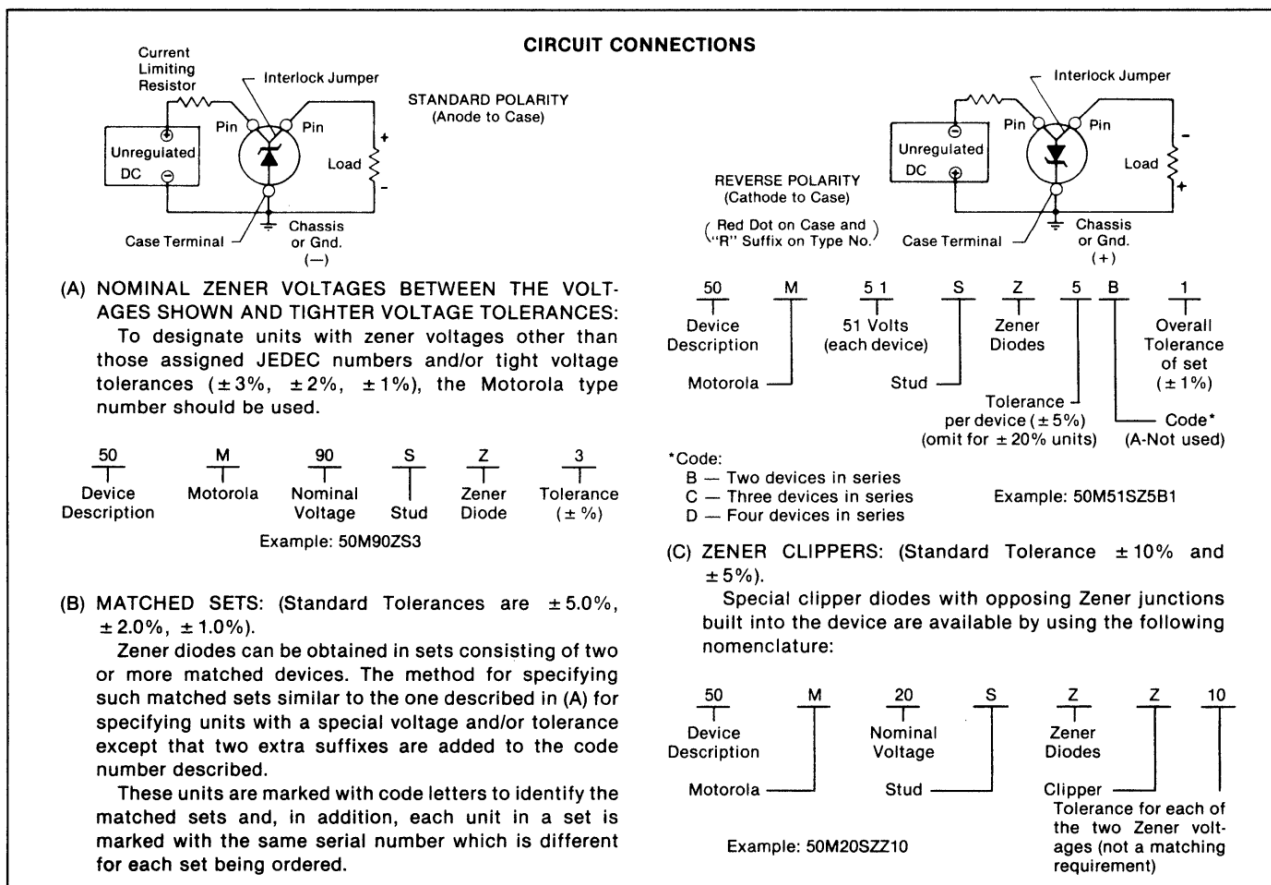 CIRCUIT CONNECTIONS
Current
Limiting
Resistor
Interlock Jumper
STANDARD POLARITY
(Anode to Case)
Pin
Pin
+
Unregulated
DC
+
−
Load
-
Case Terminal
Chassis
or Gnd.
(—)
(A) NOMINAL ZENER VOLTAGES BETWEEN THE VOLT-
AGES SHOWN AND TIGHTER VOLTAGE TOLERANCES:
To designate units with zener voltages other than
those assigned JEDEC numbers and/or tight voltage
tolerances (±3%, ±2%, ±1%), the Motorola type
number should be used.
50 M 90 S Z 3
Device
Description
Motorola
Nominal
Voltage
Stud
Zener
Diode
Tolerance
(± %)
Example: 50M90ZS3
(B) MATCHED SETS: (Standard Tolerances are ±5.0%,
±2.0%, ±1.0%).
Zener diodes can be obtained in sets consisting of two
or more matched devices. The method for specifying
such matched sets similar to the one described in (A) for
specifying units with a special voltage and/or tolerance
except that two extra suffixes are added to the code
number described.
These units are marked with code letters to identify the
matched sets and, in addition, each unit in a set is
marked with the same serial number which is different
for each set being ordered.
Interlock Jumper
Pin
Pin
-
Unregulated
DC
−
+
Load
+
REVERSE POLARITY
(Cathode to Case)
(Red Dot on Case and
"R" Suffix on Type No.)
Case Terminal
Chassis
or Gnd.
(+)
50 M 5 1 S Z 5 B 1
Device
Description
Motorola
51 Volts
(each device)
Stud
Zener
Diodes
Tolerance
per device (± 5%)
(omit for ± 20% units)
Code*
(A-Not used)
Overall
Tolerance
of set
(± 1%)
*Code:
B — Two devices in series
C — Three devices in series
D — Four devices in series
Example: 50M51SZ5B1
(C) ZENER CLIPPERS: (Standard Tolerance ±10% and
±5%).
Special clipper diodes with opposing Zener junctions
built into the device are available by using the following
nomenclature:
50 M 20 S Z Z 10
Device
Description
Motorola
Nominal
Voltage
Stud
Zener
Diodes
Clipper
Tolerance for each of
the two Zener volt-
ages (not a matching
requirement)
Example: 50M20SZZ10